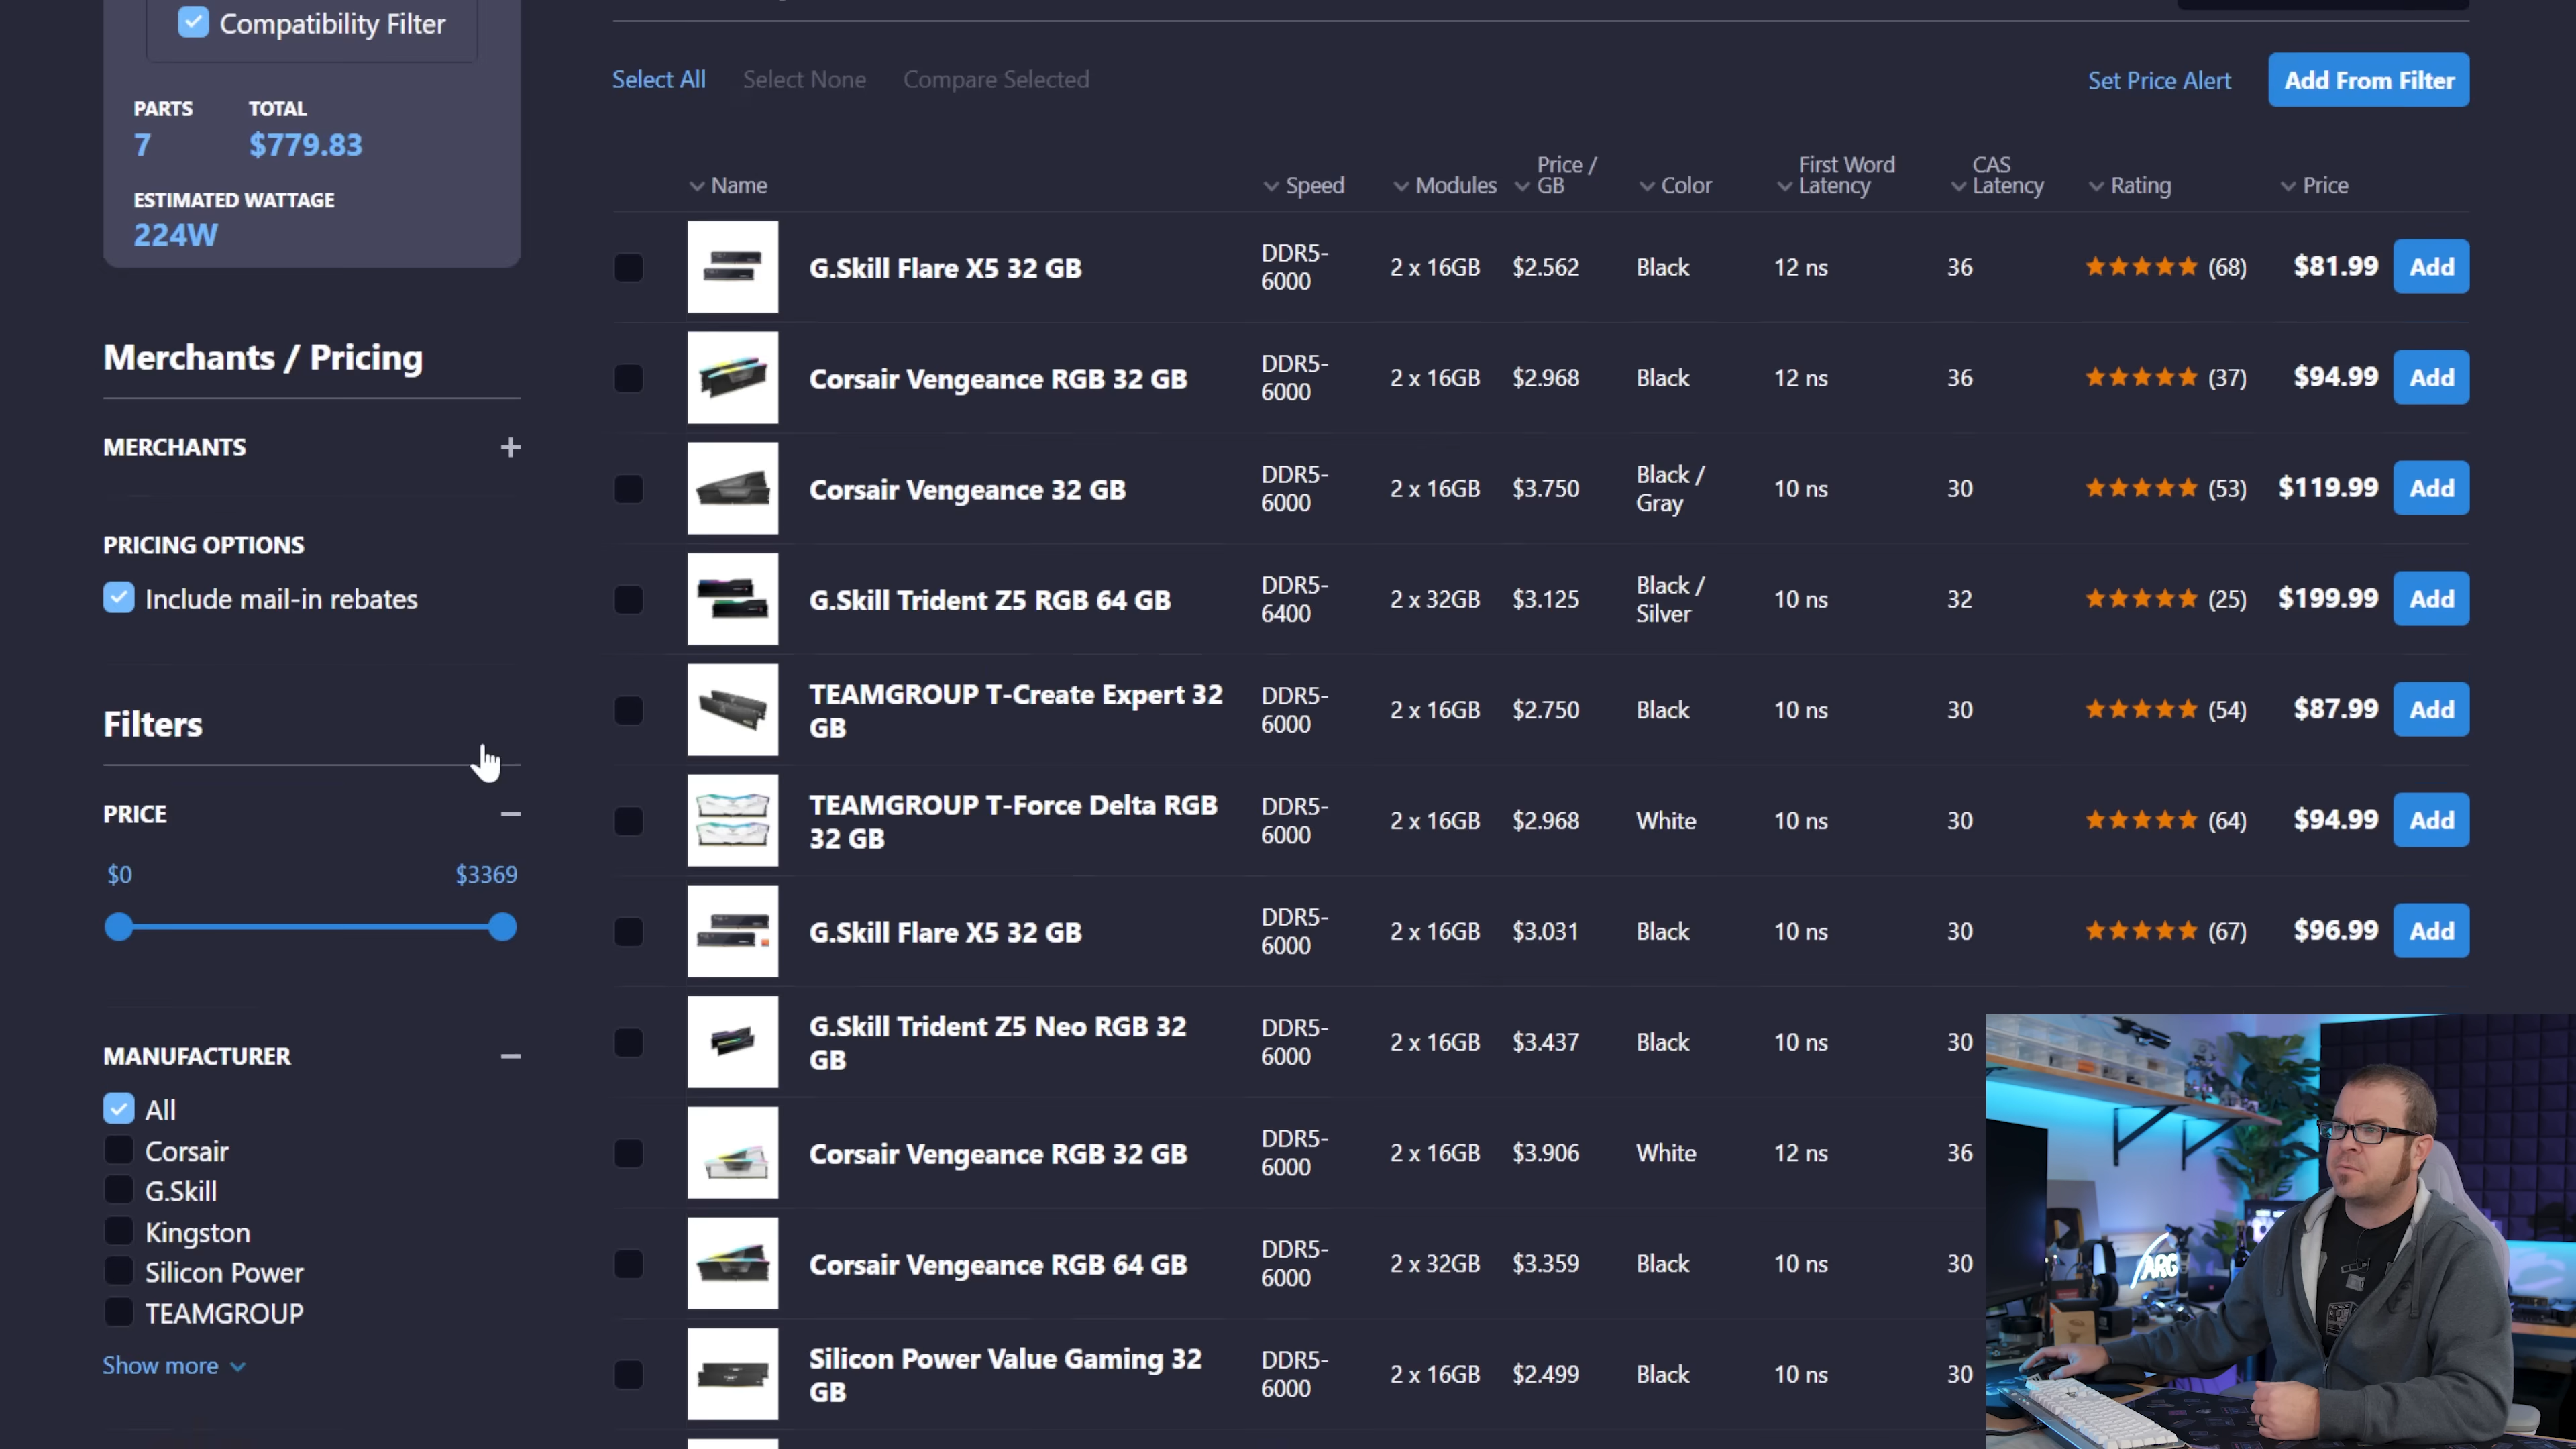 Compatibility Filter
PARTS TOTAL
7 $779.83
ESTIMATED WATTAGE
224W
Merchants / Pricing
MERCHANTS
PRICING OPTIONS
Include mail-in rebates
Filters
PRICE
$0 $3369
MANUFACTURER
All
Corsair
G.Skill
Kingston
Silicon Power
TEAMGROUP
Show more
Select All Select None Compare Selected Set Price Alert Add From Filter
Name Speed Modules Price / GB Color First Word Latency CAS Latency Rating Price
G.Skill Flare X5 32 GB DDR5-6000 2 x 16GB $2.562 Black 12 ns 36 (68) $81.99 Add
Corsair Vengeance RGB 32 GB DDR5-6000 2 x 16GB $2.968 Black 12 ns 36 (37) $94.99 Add
Corsair Vengeance 32 GB DDR5-6000 2 x 16GB $3.750 Black / Gray 10 ns 30 (53) $119.99 Add
G.Skill Trident Z5 RGB 64 GB DDR5-6400 2 x 32GB $3.125 Black / Silver 10 ns 32 (25) $199.99 Add
TEAMGROUP T-Create Expert 32 GB DDR5-6000 2 x 16GB $2.750 Black 10 ns 30 (54) $87.99 Add
TEAMGROUP T-Force Delta RGB 32 GB DDR5-6000 2 x 16GB $2.968 White 10 ns 30 (64) $94.99 Add
G.Skill Flare X5 32 GB DDR5-6000 2 x 16GB $3.031 Black 10 ns 30 (67) $96.99 Add
G.Skill Trident Z5 Neo RGB 32 GB DDR5-6000 2 x 16GB $3.437 Black 10 ns 30
Corsair Vengeance RGB 32 GB DDR5-6000 2 x 16GB $3.906 White 12 ns 36
Corsair Vengeance RGB 64 GB DDR5-6000 2 x 32GB $3.359 Black 10 ns 30
Silicon Power Value Gaming 32 GB DDR5-6000 2 x 16GB $2.499 Black 10 ns 30
ARG